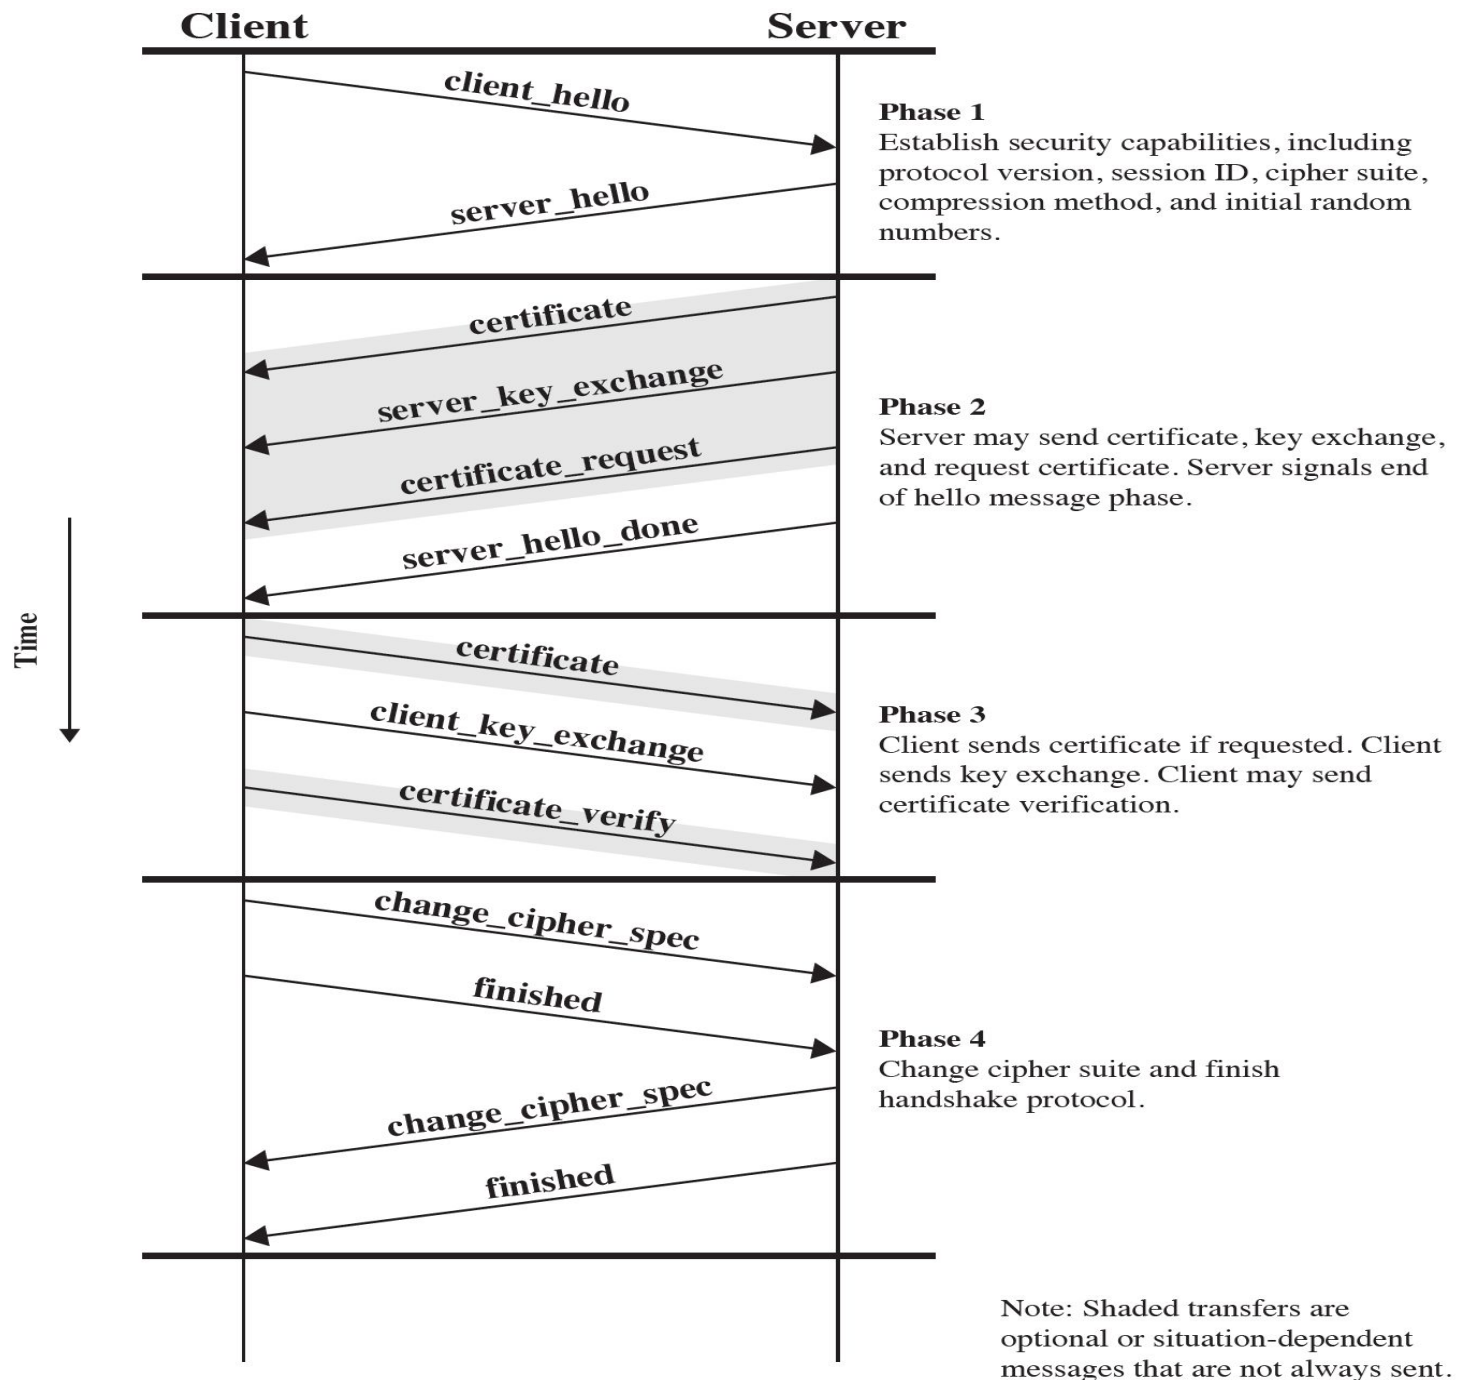 Client
Server
client_hello
server_hello
Phase 1
Establish security capabilities, including
protocol version, session ID, cipher suite,
compression method, and initial random
numbers.
certificate
server_key_exchange
certificate_request
server_hello_done
Phase 2
Server may send certificate, key exchange,
and request certificate. Server signals end
of hello message phase.
Time
certificate
client_key_exchange
certificate_verify
Phase 3
Client sends certificate if requested. Client
sends key exchange. Client may send
certificate verification.
change_cipher_spec
finished
change_cipher_spec
finished
Phase 4
Change cipher suite and finish
handshake protocol.
Note: Shaded transfers are
optional or situation-dependent
messages that are not always sent.